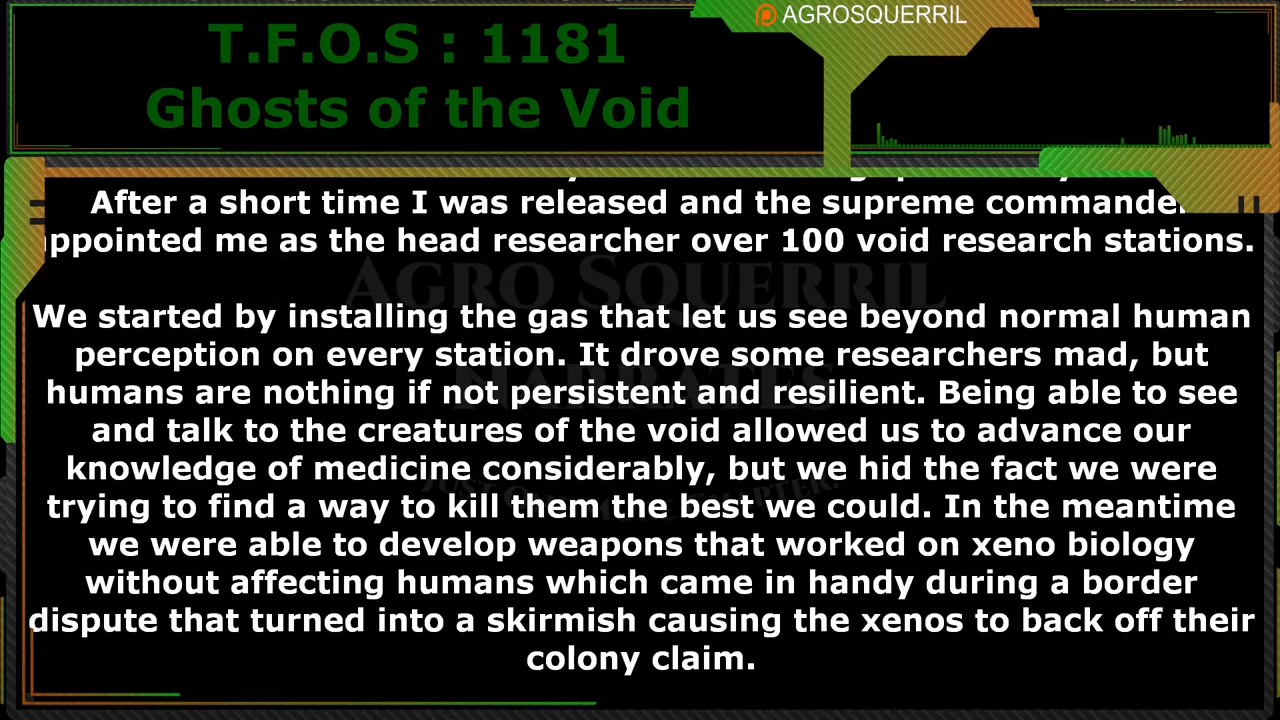 AGROSQUERRIL
T.F.O.S : 1181
Ghosts of the Void
After a short time I was released and the supreme commander
ppointed me as the head researcher over 100 void research stations.
We started by installing the gas that let us see beyond normal human
perception on every station. It drove some researchers mad, but
humans are nothing if not persistent and resilient. Being able to see
and talk to the creatures of the void allowed us to advance our
knowledge of medicine considerably, but we hid the fact we were
trying to find a way to kill them the best we could. In the meantime
we were able to develop weapons that worked on xeno biology
without affecting humans which came in handy during a border
dispute that turned into a skirmish causing the xenos to back off their
colony claim.
AGRO SQUERRIL
NARRATES